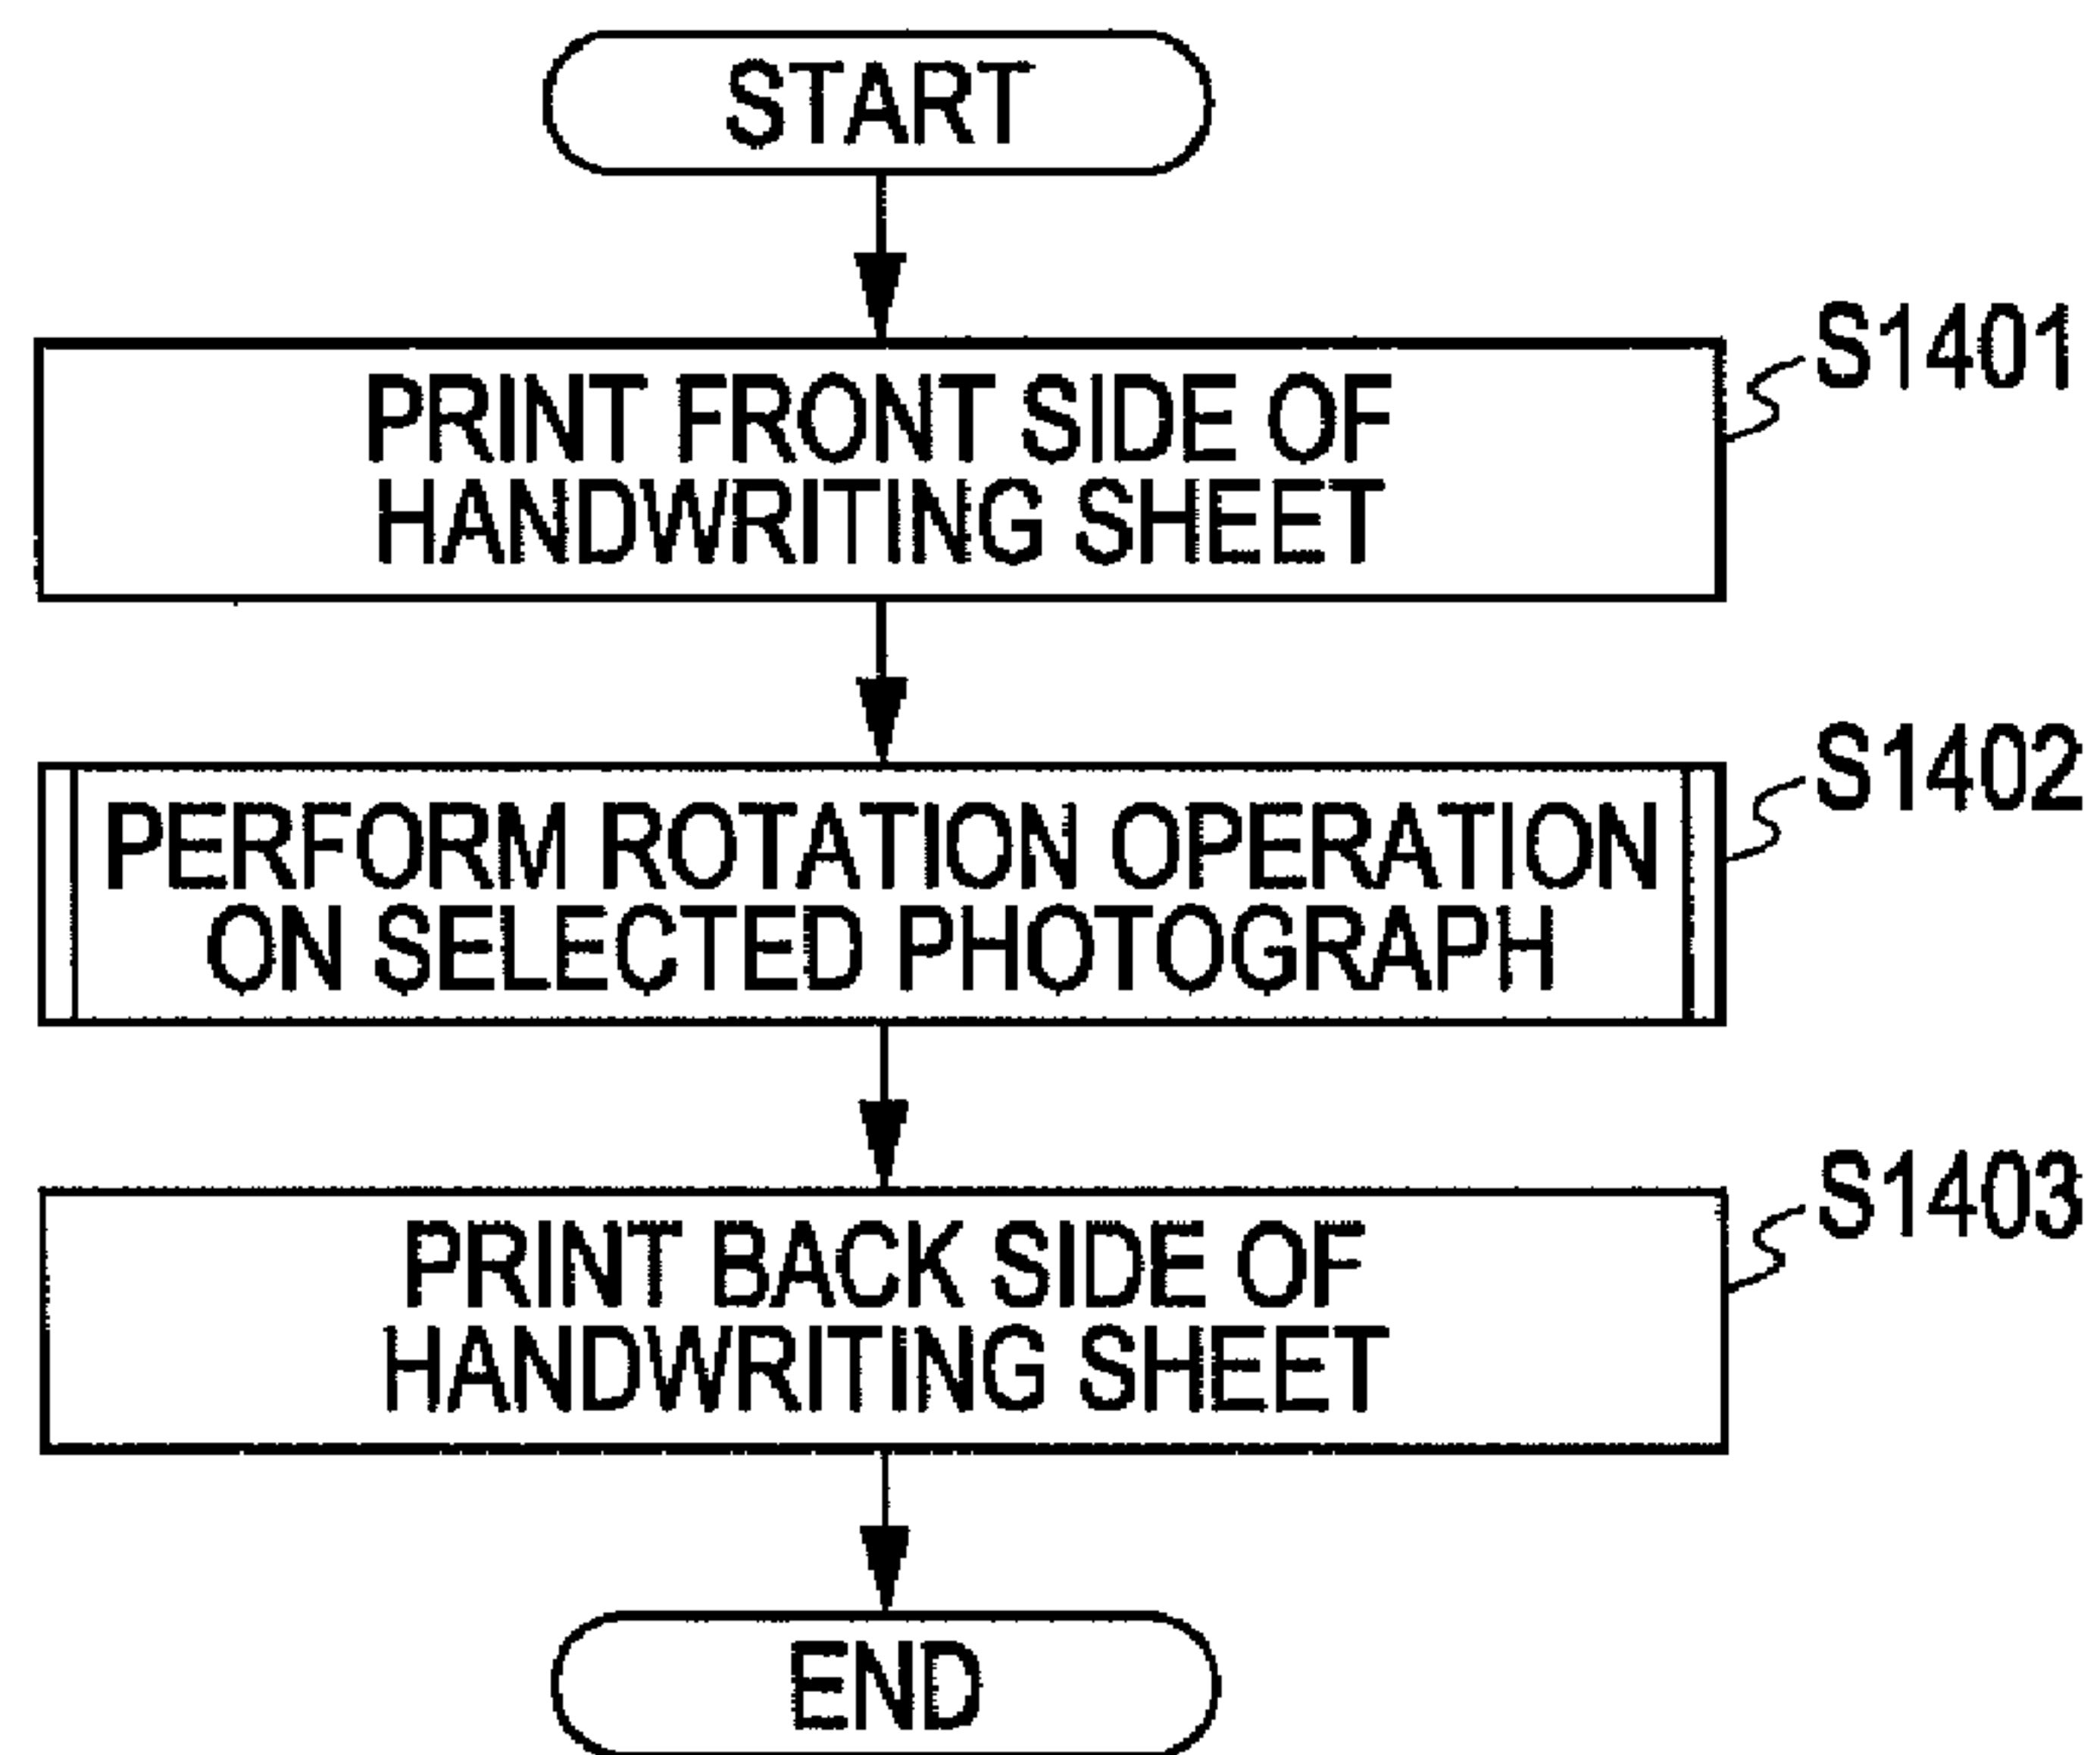 START
S1401
PRINT FRONT SIDE OF
HANDWRITING SHEET
S1402
PERFORM ROTATION OPERATION
ON SELECTED PHOTOGRAPH
S1403
PRINT BACK SIDE OF
HANDWRITING SHEET
END